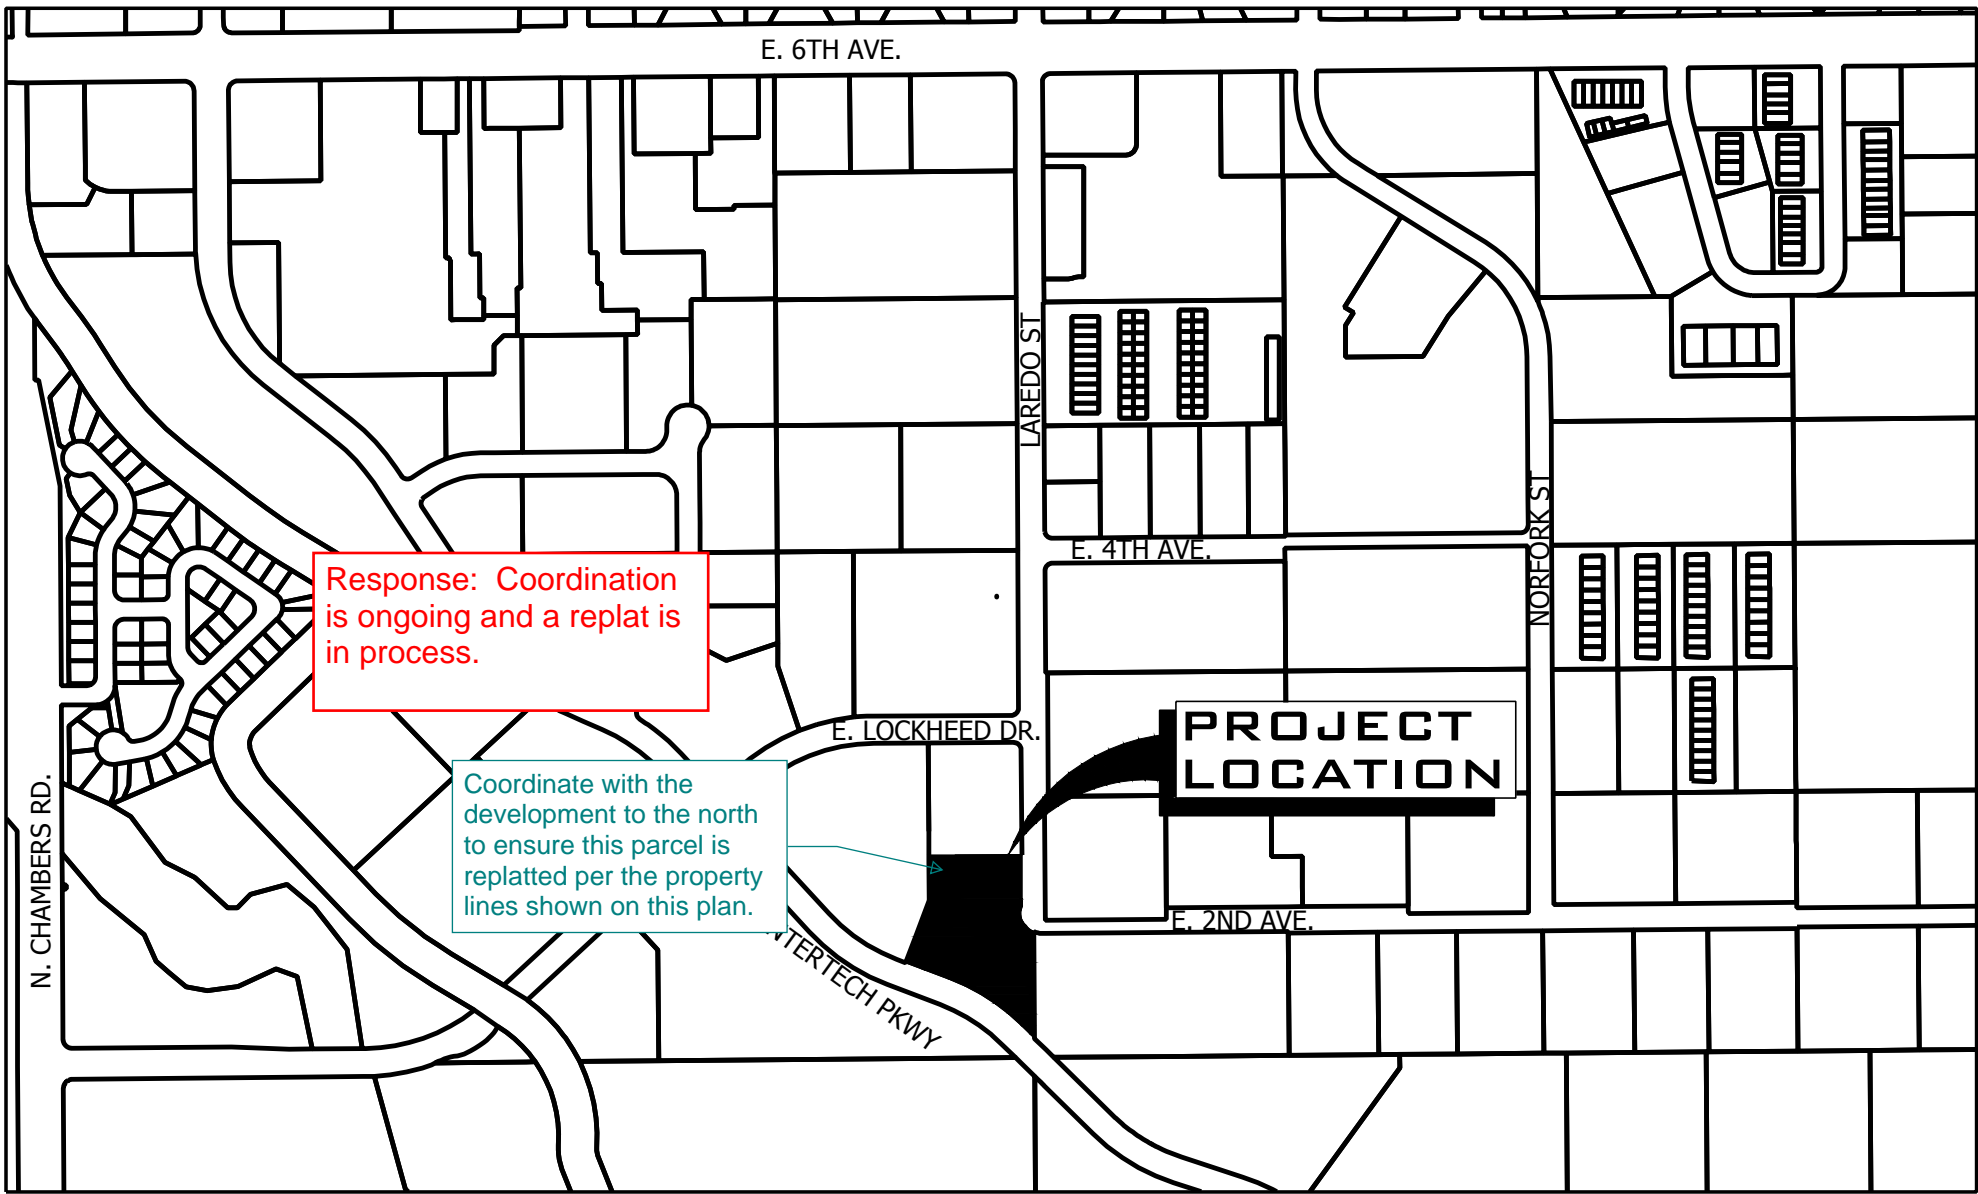 E. 6TH AVE.
LAREDO ST
NORFORK ST
E. 4TH AVE.
Response: Coordination
is ongoing and a replat is
in process.
PROJECT
LOCATION
E. LOCKHEED DR.
Coordinate with the
development to the north
to ensure this parcel is
replatted per the property
lines shown on this plan.
N. CHAMBERS RD.
E. 2ND AVE.
NTERTECH PKWY